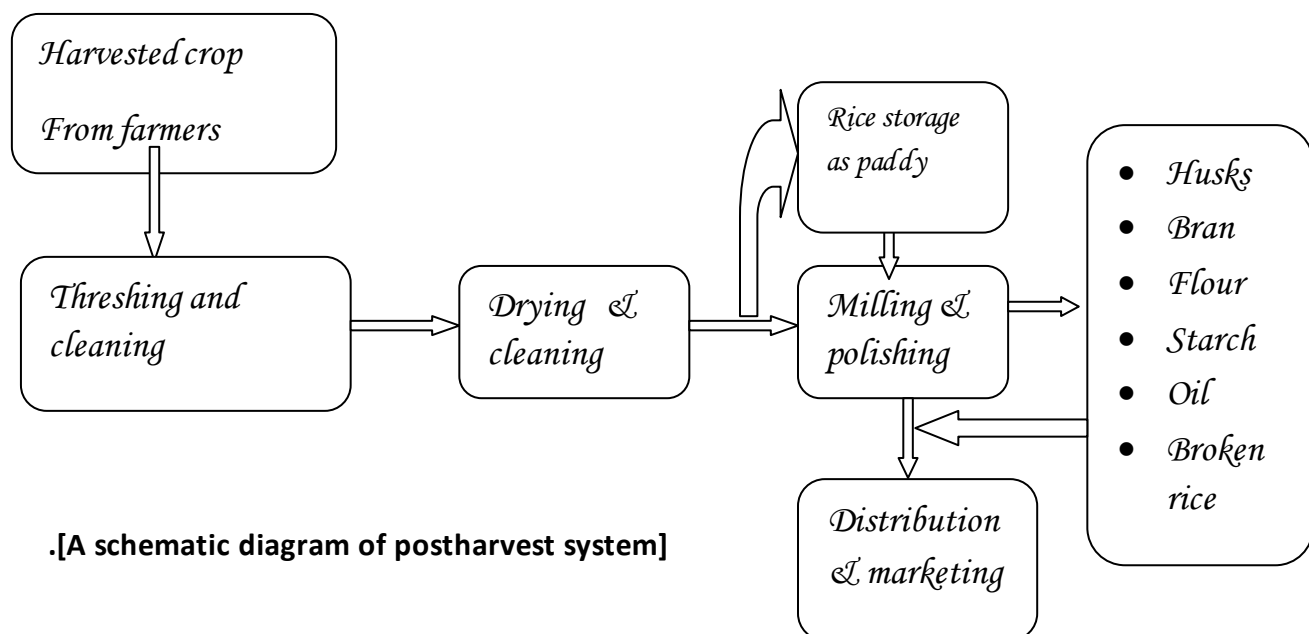 Harvested crop
From farmers
Threshing and
cleaning
Drying &
cleaning
Rice storage
as paddy
Milling &
polishing
• Husks
• Bran
• Flour
• Starch
• Oil
• Broken
rice
Distribution
& marketing
.[A schematic diagram of postharvest system]